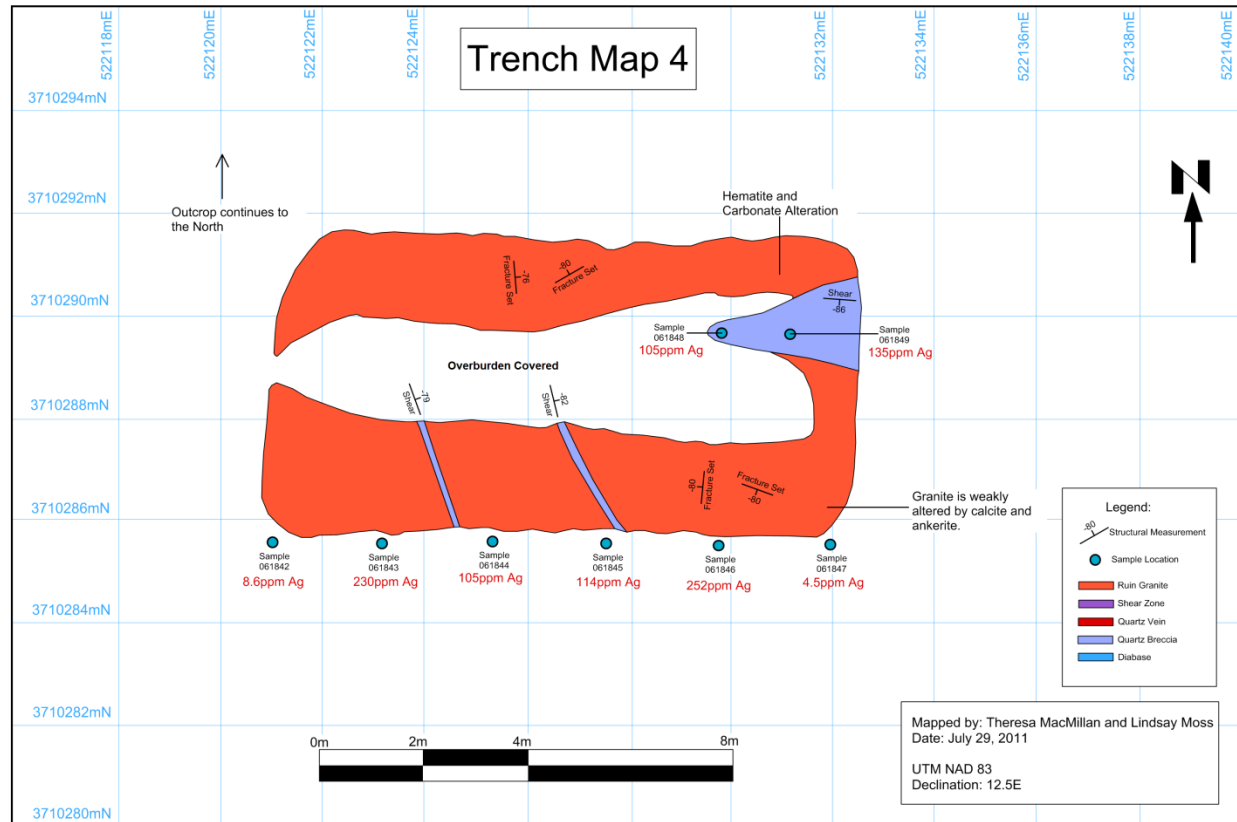 522118mE
522120mE
522122mE
522124mE
522132mE
522134mE
522136mE
522138mE
522140mE
Trench Map 4
3710294mN
3710292mN
3710290mN
3710288mN
3710286mN
3710284mN
3710282mN
3710280mN
N
Outcrop continues to
the North
Hematite and
Carbonate Alteration
-76
Fracture Set
-80
Fracture Set
Shear
-86
Sample
061848
105ppm Ag
Sample
061849
135ppm Ag
Overburden Covered
-79
Shear
-82
Shear
-80
Fracture Set
Fracture Set
-80
Granite is weakly
altered by calcite and
ankerite.
Sample
061842
8.6ppm Ag
Sample
061843
230ppm Ag
Sample
061844
105ppm Ag
Sample
061845
114ppm Ag
Sample
061846
252ppm Ag
Sample
061847
4.5ppm Ag
Legend:
-80
Structural Measurement
Sample Location
Ruin Granite
Shear Zone
Quartz Vein
Quartz Breccia
Diabase
0m 2m 4m 8m
Mapped by: Theresa MacMillan and Lindsay Moss
Date: July 29, 2011
UTM NAD 83
Declination: 12.5E